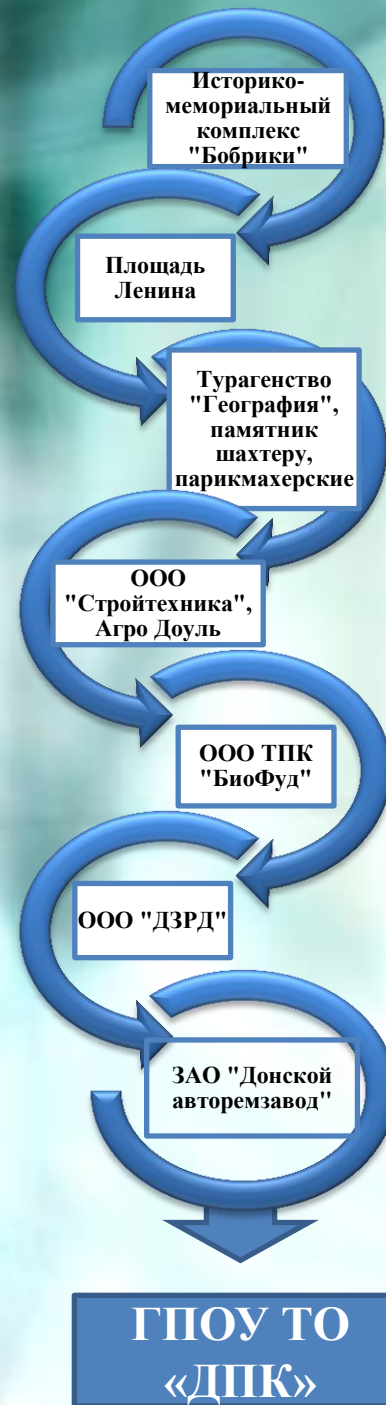 Историко-
мемориальный
комплекс
"Бобрики"
Площадь
Ленина
Турагенство
"География",
памятник
шахтеру,
парикмахерские
ООО
"Стройтехника",
Агро Доуль
ООО ТПК
"БиоФуд"
ООО "ДЗРД"
ЗАО "Донской
авторемзавод"
ГПОУ ТО
«ДПК»